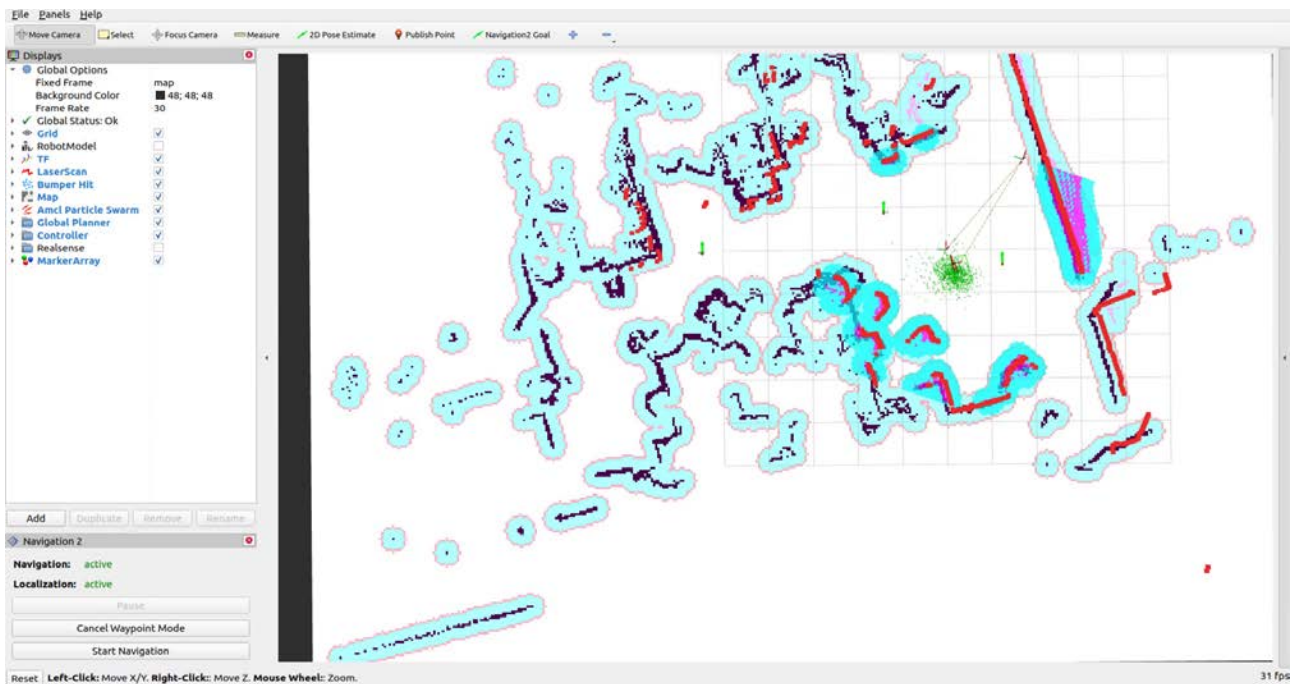 File Panels Help
Move Camera Select Focus Camera Measure 2D Pose Estimate Publish Point Navigation2 Goal
Displays
Global Options
Fixed Frame map
Background Color 48; 48; 48
Frame Rate 30
Global Status: Ok
Grid
RobotModel
TF
LaserScan
Bumper Hit
Map
Amcl Particle Swarm
Global Planner
Controller
Realsense
MarkerArray
Add Duplicate Remove Rename
Navigation 2
Navigation: active
Localization: active
Pause
Cancel Waypoint Mode
Start Navigation
Reset Left-Click: Move X/Y. Right-Click: Move Z. Mouse Wheel: Zoom. 31 fps